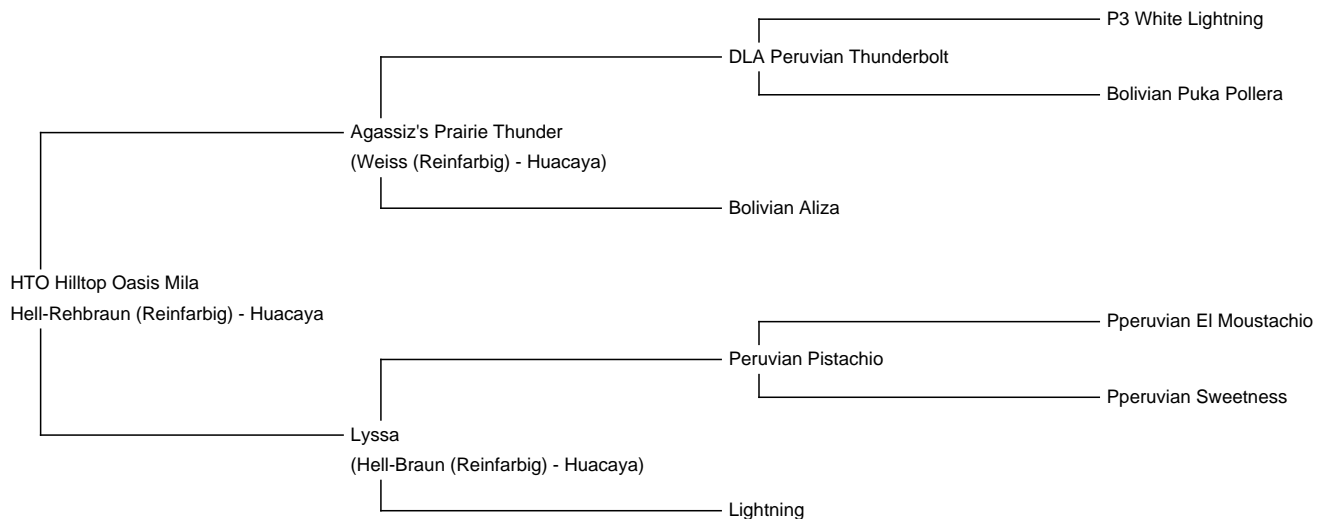 P3 White Lightning
DLA Peruvian Thunderbolt
Bolivian Puka Pollera
Agassiz's Prairie Thunder
(Weiss (Reinfarbig) - Huacaya)
Bolivian Aliza
HTO Hilltop Oasis Mila
Hell-Rehbraun (Reinfarbig) - Huacaya
Pperuvian El Moustachio
Peruvian Pistachio
Pperuvian Sweetness
Lyssa
(Hell-Braun (Reinfarbig) - Huacaya)
Lightning